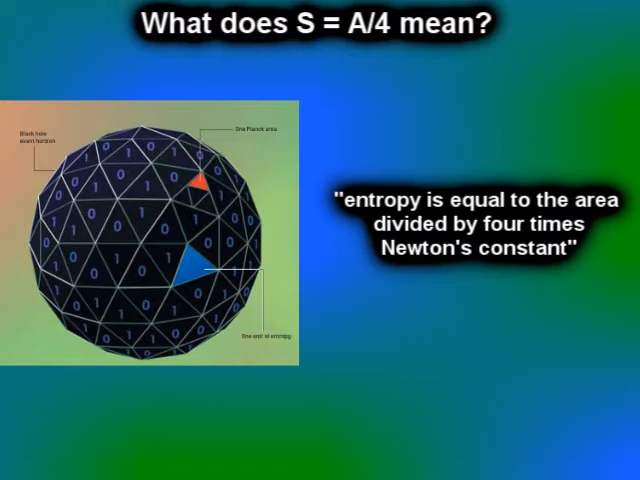 What does S = A/4 mean?
Black hole
event horizon
One Planck area
"entropy is equal to the area
divided by four times
Newton's constant"
One unit of entropy